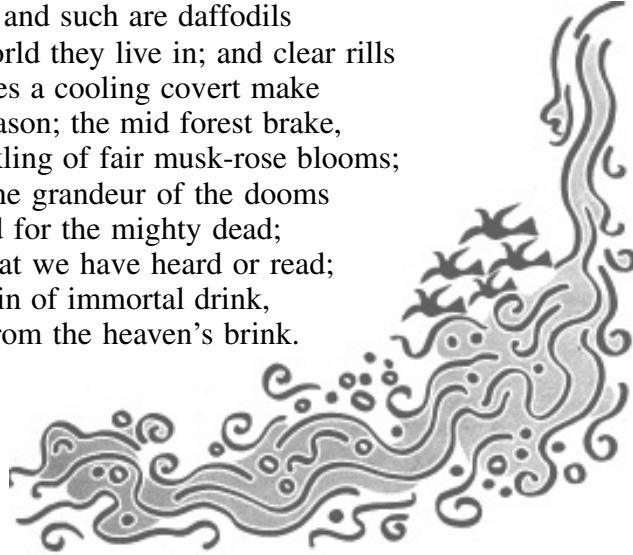 and such are daffodils
orld they live in; and clear rills
es a cooling covert make
ason; the mid forest brake,
kling of fair musk-rose blooms;
he grandeur of the dooms
d for the mighty dead;
at we have heard or read;
in of immortal drink,
rom the heaven's brink.